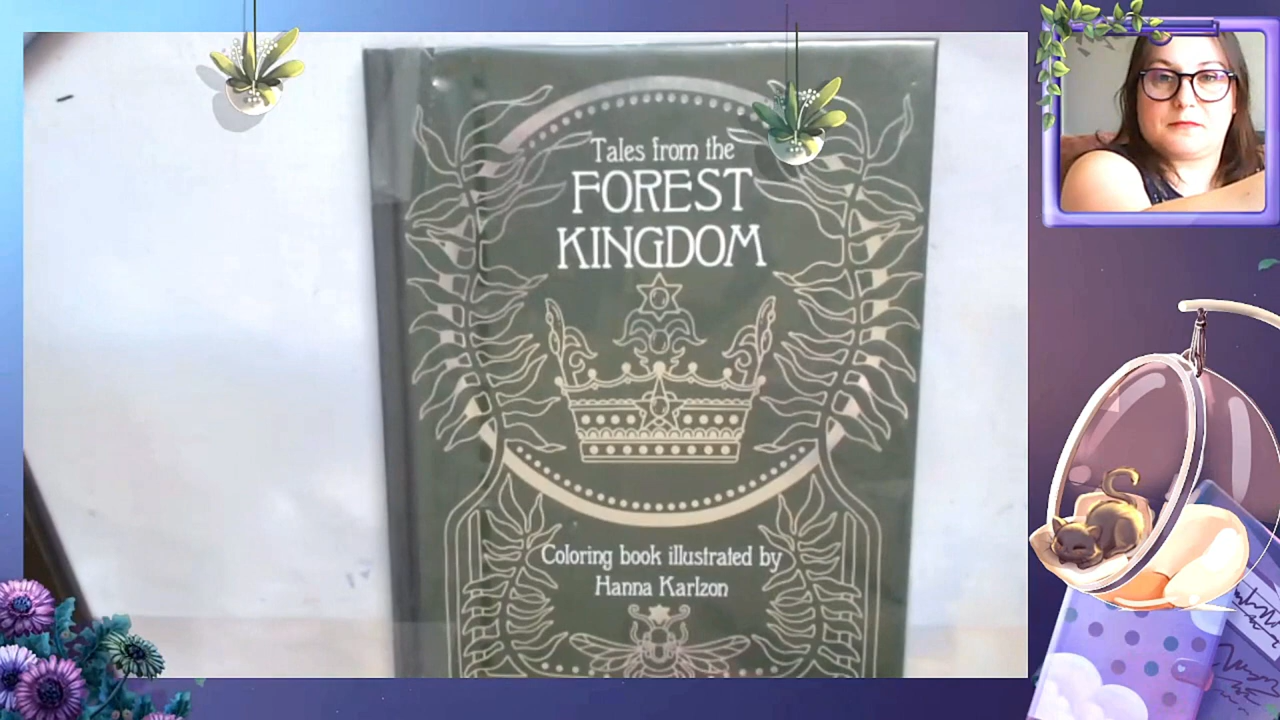 Tales from the
FOREST
KINGDOM
Coloring book illustrated by
Hanna Karlzon